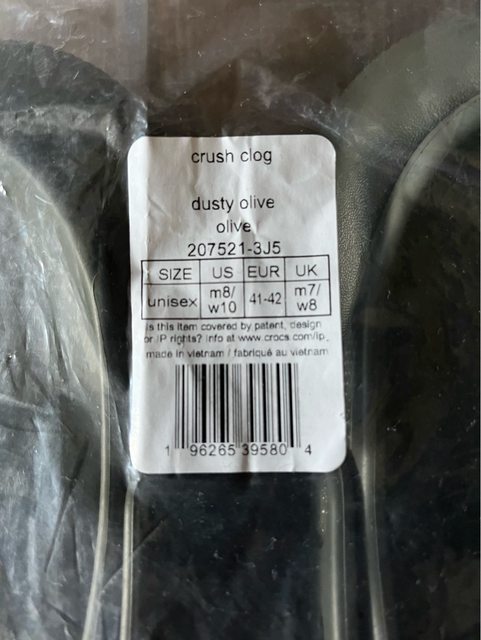 crush clog
dusty olive
olive
207521-3J5
SIZE US EUR UK
unisex m8/ w10 41-42 m7/ w8
is this item covered by patent, design
or IP rights? Info at www.crocs.com/ip.
made in vietnam / fabriqué au vietnam
1 96265 39580 4